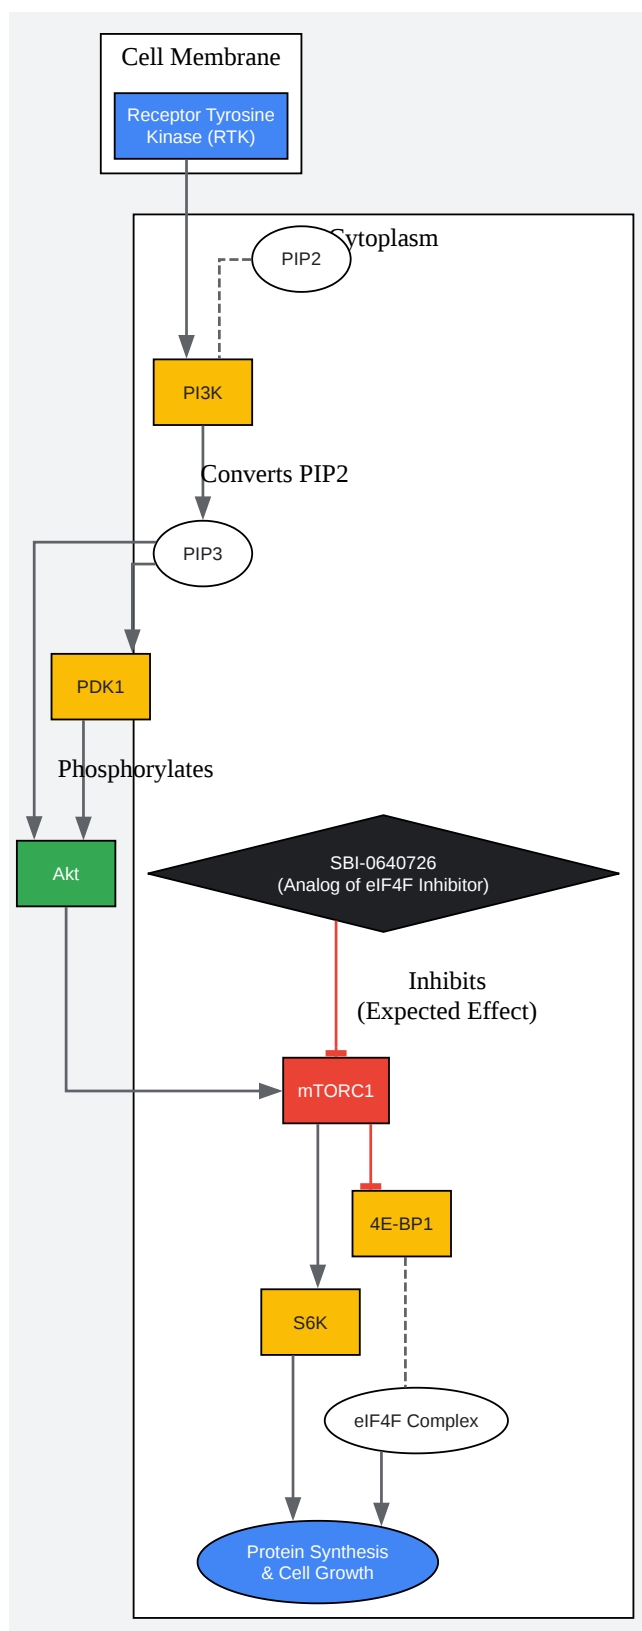 Cell Membrane
Receptor Tyrosine
Kinase (RTK)
Cytoplasm
PIP2
PI3K
Converts PIP2
PIP3
PDK1
Phosphorylates
Akt
SBI-0640726
(Analog of eIF4F Inhibitor)
Inhibits
(Expected Effect)
mTORC1
4E-BP1
S6K
eIF4F Complex
Protein Synthesis
& Cell Growth